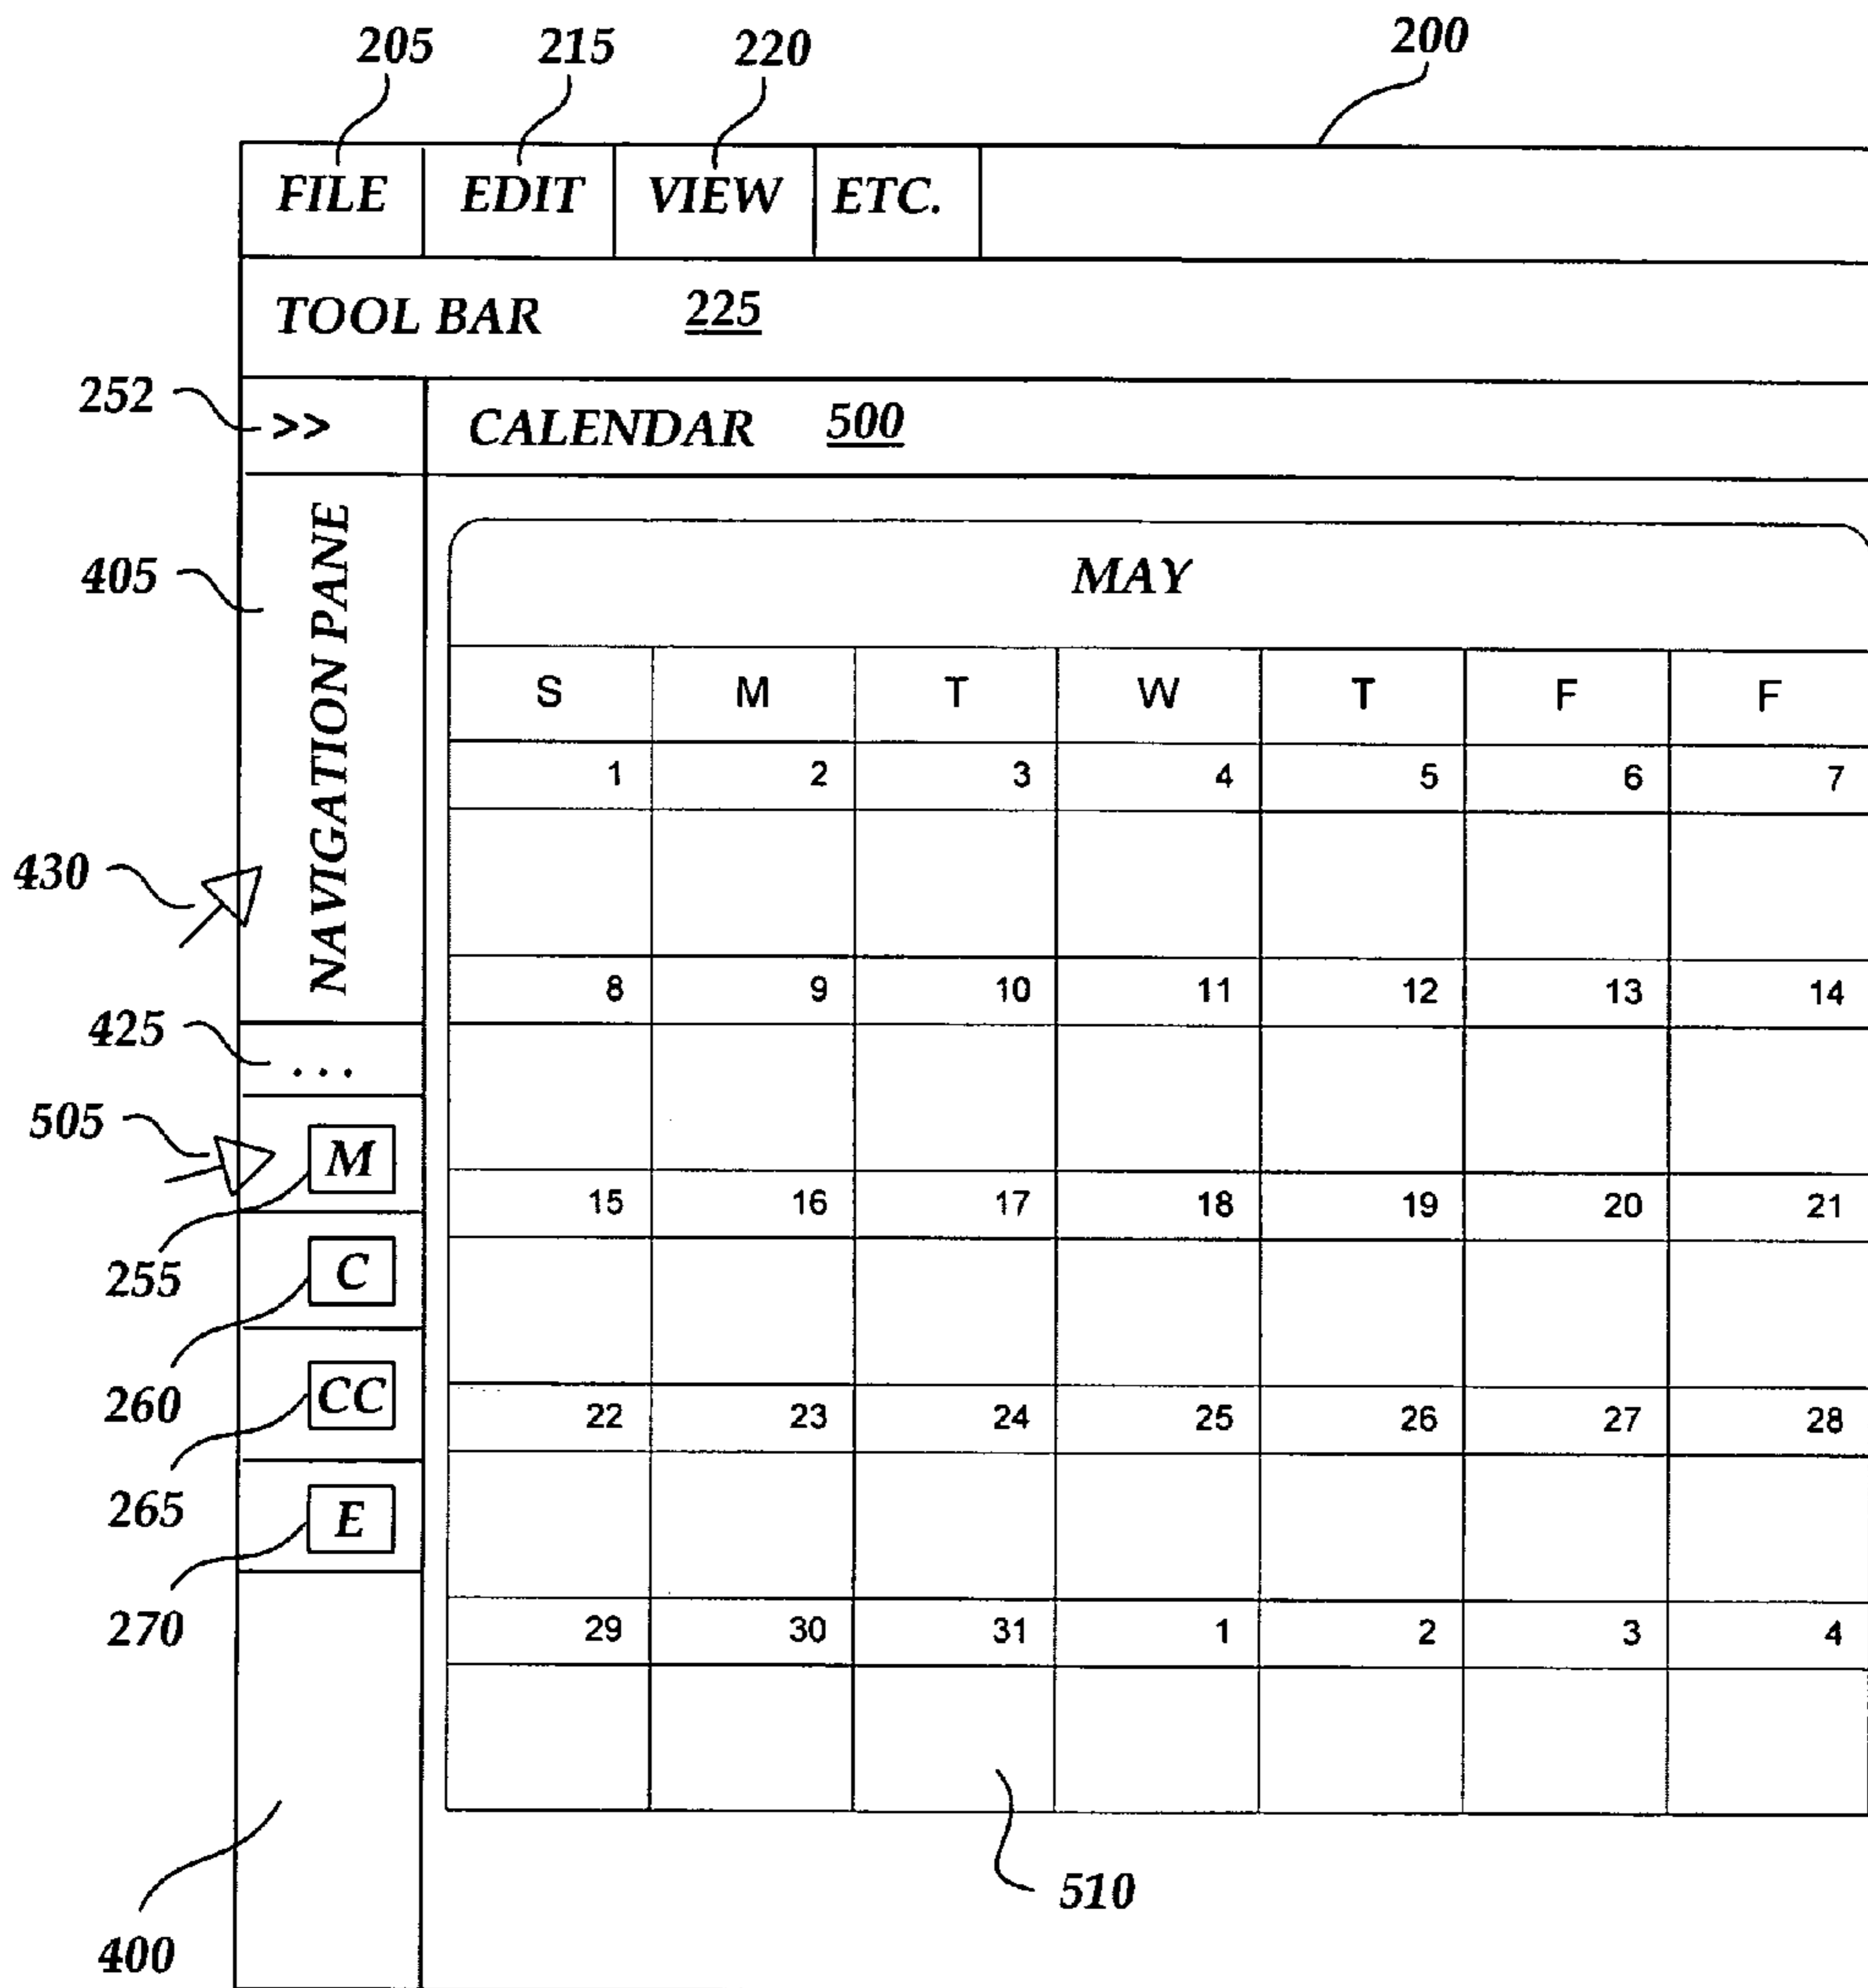 205 215 220 200
FILE EDIT VIEW ETC.
TOOL BAR 225
252 >> CALENDAR 500
405 NAVIGATION PANE
430
425 ...
505 M
255 C
260 CC
265 E
270
400
MAY
S M T W T F F
1 2 3 4 5 6 7
8 9 10 11 12 13 14
15 16 17 18 19 20 21
22 23 24 25 26 27 28
29 30 31 1 2 3 4
510